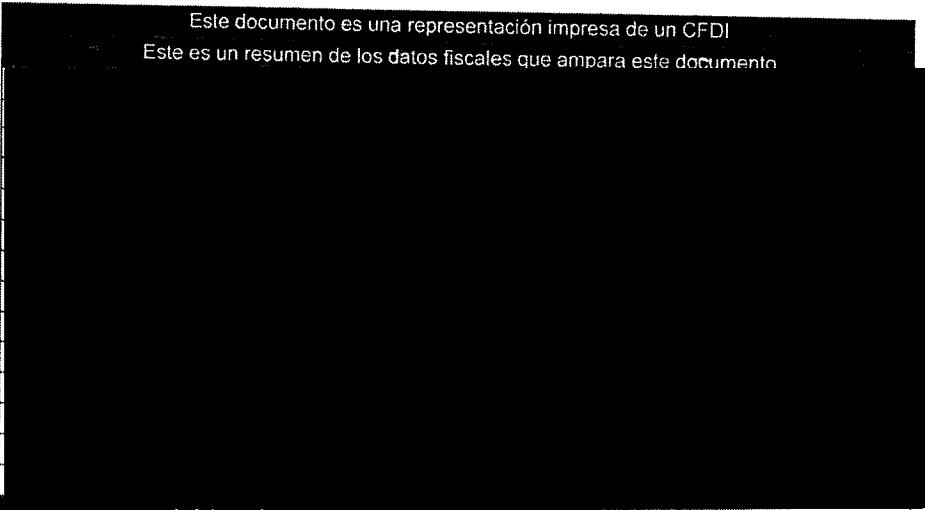 Este documento es una representación impresa de un CFDI
Este es un resumen de los datos fiscales que ampara este documento